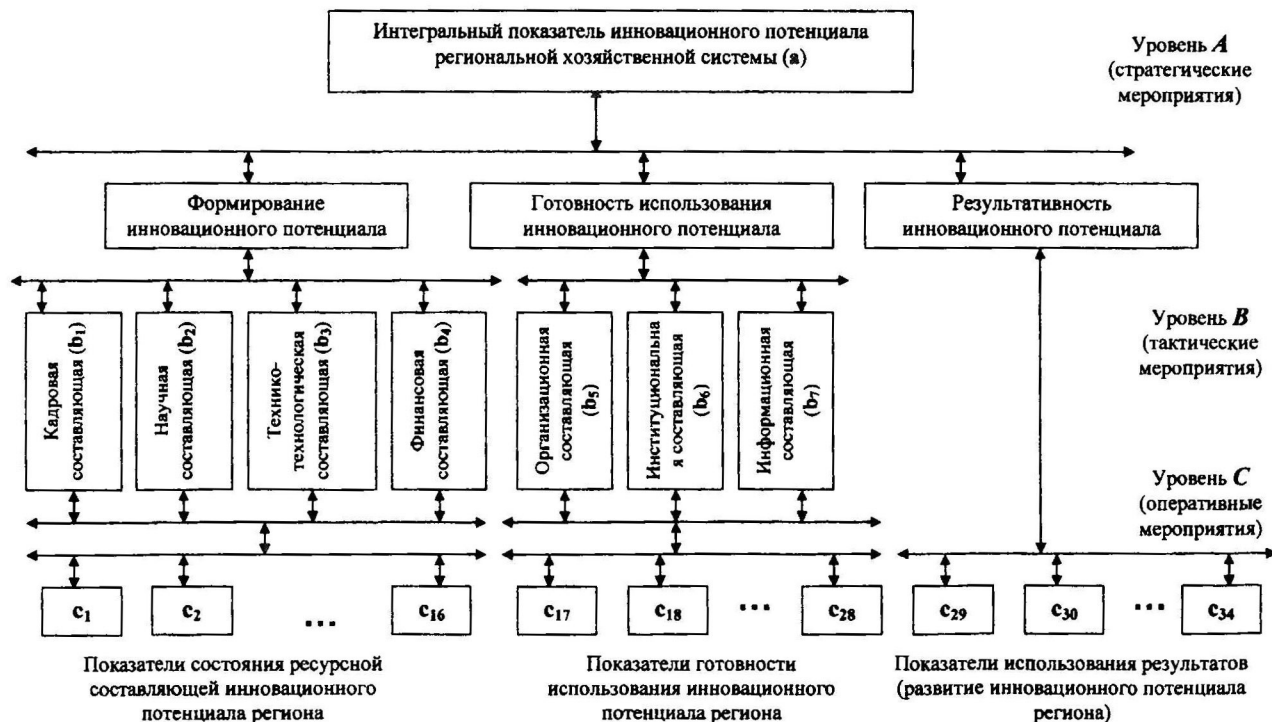 Интегральный показатель инновационного потенциала
региональной хозяйственной системы (a)
Уровень A
(стратегические
мероприятия)
Формирование
инновационного потенциала
Готовность использования
инновационного потенциала
Результативность
инновационного потенциала
Кадровая
составляющая (b1)
Научная
составляющая (b2)
Технико-
технологическая
составляющая (b3)
Финансовая
составляющая (b4)
Организационная
составляющая
(b5)
Институциональна
я составляющая
(b6)
Информационная
составляющая
(b7)
Уровень B
(тактические
мероприятия)
Уровень C
(оперативные
мероприятия)
c1 c2 ... c16 c17 c18 ... c28 c29 c30 ... c34
Показатели состояния ресурсной
составляющей инновационного
потенциала региона
Показатели готовности
использования инновационного
потенциала региона
Показатели использования результатов
(развитие инновационного потенциала
региона)